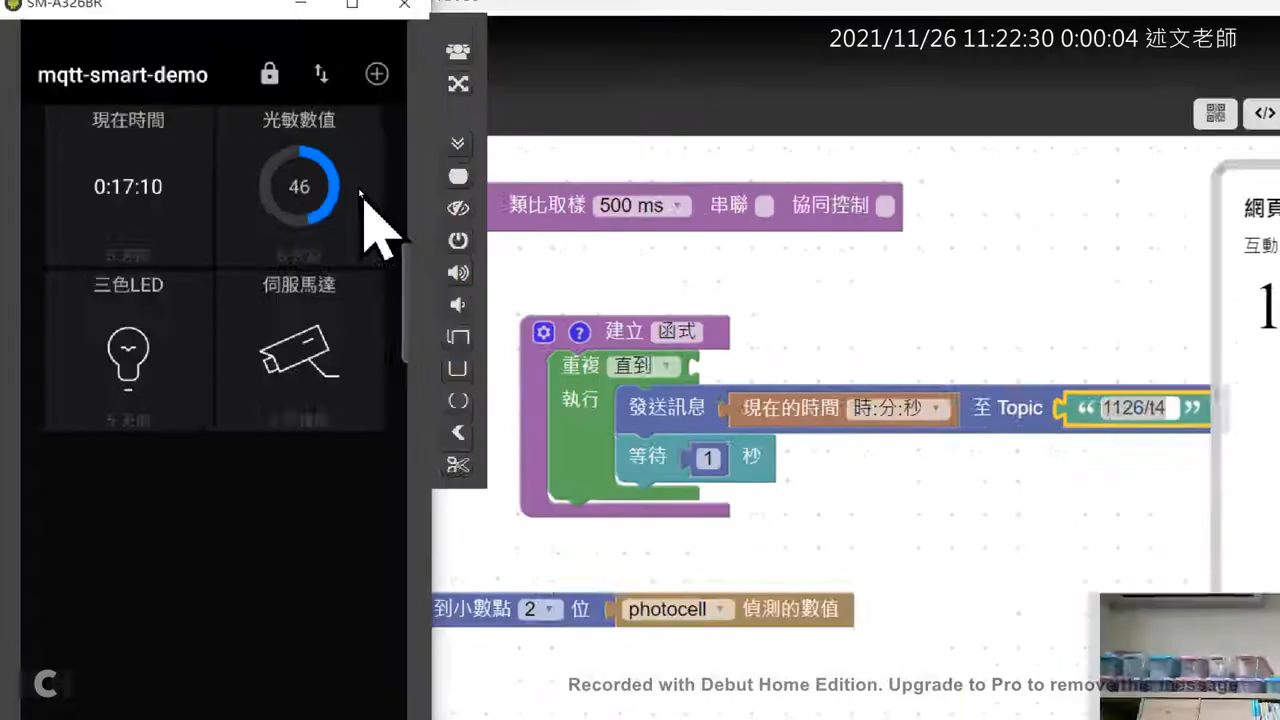 SM-A326BR
mqtt-smart-demo
現在時間
光敏數值
0:17:10
46
三色LED
伺服馬達
2021/11/26 11:22:30 0:00:04 述文老師
</>
類比取樣 500 ms 串聯 協同控制
網頁
互動
1
? 建立 函式
重複 直到
執行 發送訊息 現在的時間 時:分:秒 至 Topic “ 1126/t4 ”
等待 1 秒
到小數點 2 位 photocell 偵測的數值
Recorded with Debut Home Edition. Upgrade to Pro to remove this message